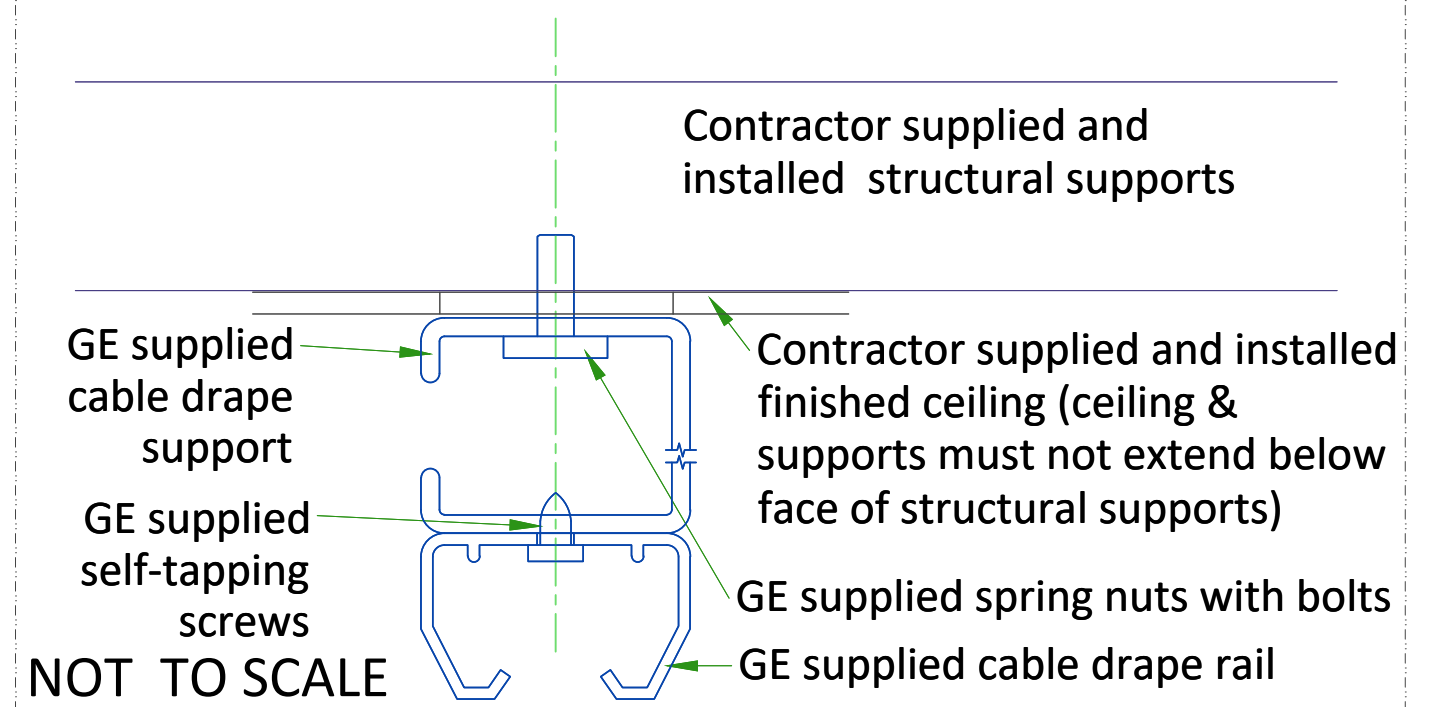 Contractor supplied and
installed  structural supports
GE supplied
cable drape
support
Contractor supplied and installed
finished ceiling (ceiling &
supports must not extend below
face of structural supports)
GE supplied
self-tapping
screws
GE supplied spring nuts with bolts
GE supplied cable drape rail
NOT  TO SCALE